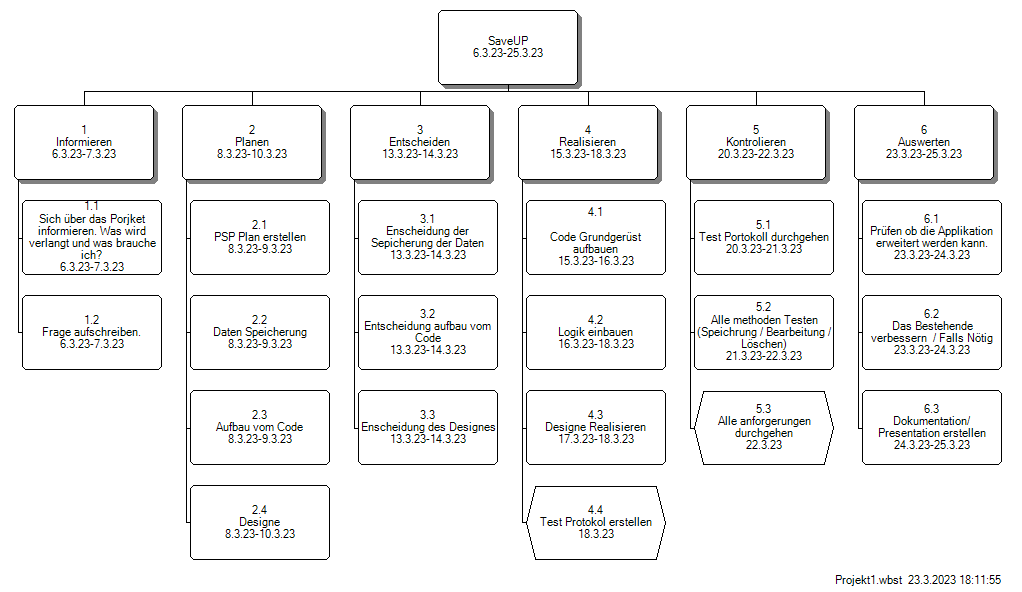 SaveUP
6.3.23-25.3.23
1
Informieren
6.3.23-7.3.23
2
Planen
8.3.23-10.3.23
3
Entscheiden
13.3.23-14.3.23
4
Realisieren
15.3.23-18.3.23
5
Kontrolieren
20.3.23-22.3.23
6
Auswerten
23.3.23-25.3.23
1.1
Sich über das Porjket
informieren. Was wird
verlangt und was brauche
ich?
6.3.23-7.3.23
1.2
Frage aufschreiben.
6.3.23-7.3.23
2.1
PSP Plan erstellen
8.3.23-9.3.23
2.2
Daten Speicherung
8.3.23-9.3.23
2.3
Aufbau vom Code
8.3.23-9.3.23
2.4
Designe
8.3.23-10.3.23
3.1
Enscheidung der
Sepicherung der Daten
13.3.23-14.3.23
3.2
Entscheidung aufbau vom
Code
13.3.23-14.3.23
3.3
Enscheidung des Designes
13.3.23-14.3.23
4.1
Code Grundgerüst
aufbauen
15.3.23-16.3.23
4.2
Logik einbauen
16.3.23-18.3.23
4.3
Designe Realisieren
17.3.23-18.3.23
4.4
Test Protokol erstellen
18.3.23
5.1
Test Portokoll durchgehen
20.3.23-21.3.23
5.2
Alle methoden Testen
(Speichrung / Bearbeitung /
Löschen)
21.3.23-22.3.23
5.3
Alle anforgerungen
durchgehen
22.3.23
6.1
Prüfen ob die Applikation
erweitert werden kann.
23.3.23-24.3.23
6.2
Das Bestehende
verbessern / Falls Nötig
23.3.23-24.3.23
6.3
Dokumentation/
Presentation erstellen
24.3.23-25.3.23
Projekt1.wbst 23.3.2023 18:11:55